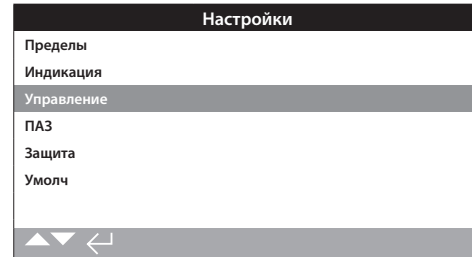 Настройки
Пределы
Индикация
Управление
ПАЗ
Защита
Умолч